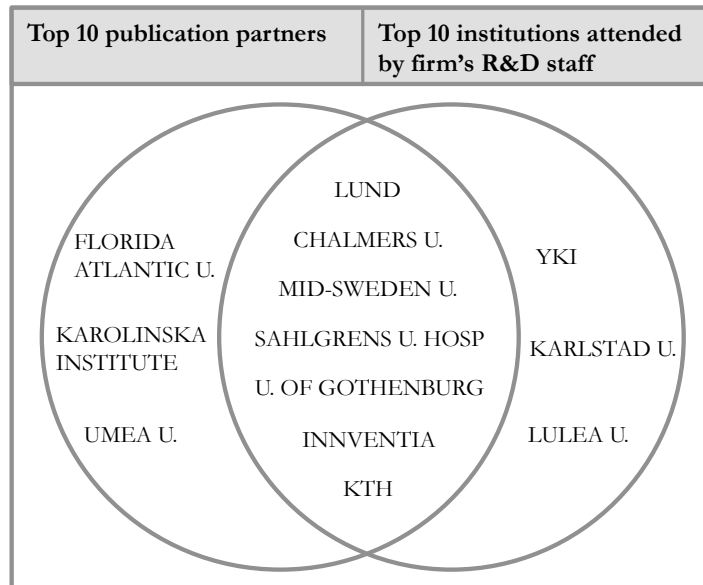 Top 10 publication partners
Top 10 institutions attended
by firm’s R&D staff
FLORIDA
ATLANTIC U.
KAROLINSKA
INSTITUTE
UMEA U.
LUND
CHALMERS U.
MID-SWEDEN U.
SAHLGRENS U. HOSP
U. OF GOTHENBURG
INNVENTIA
KTH
YKI
KARLSTAD U.
LULEA U.